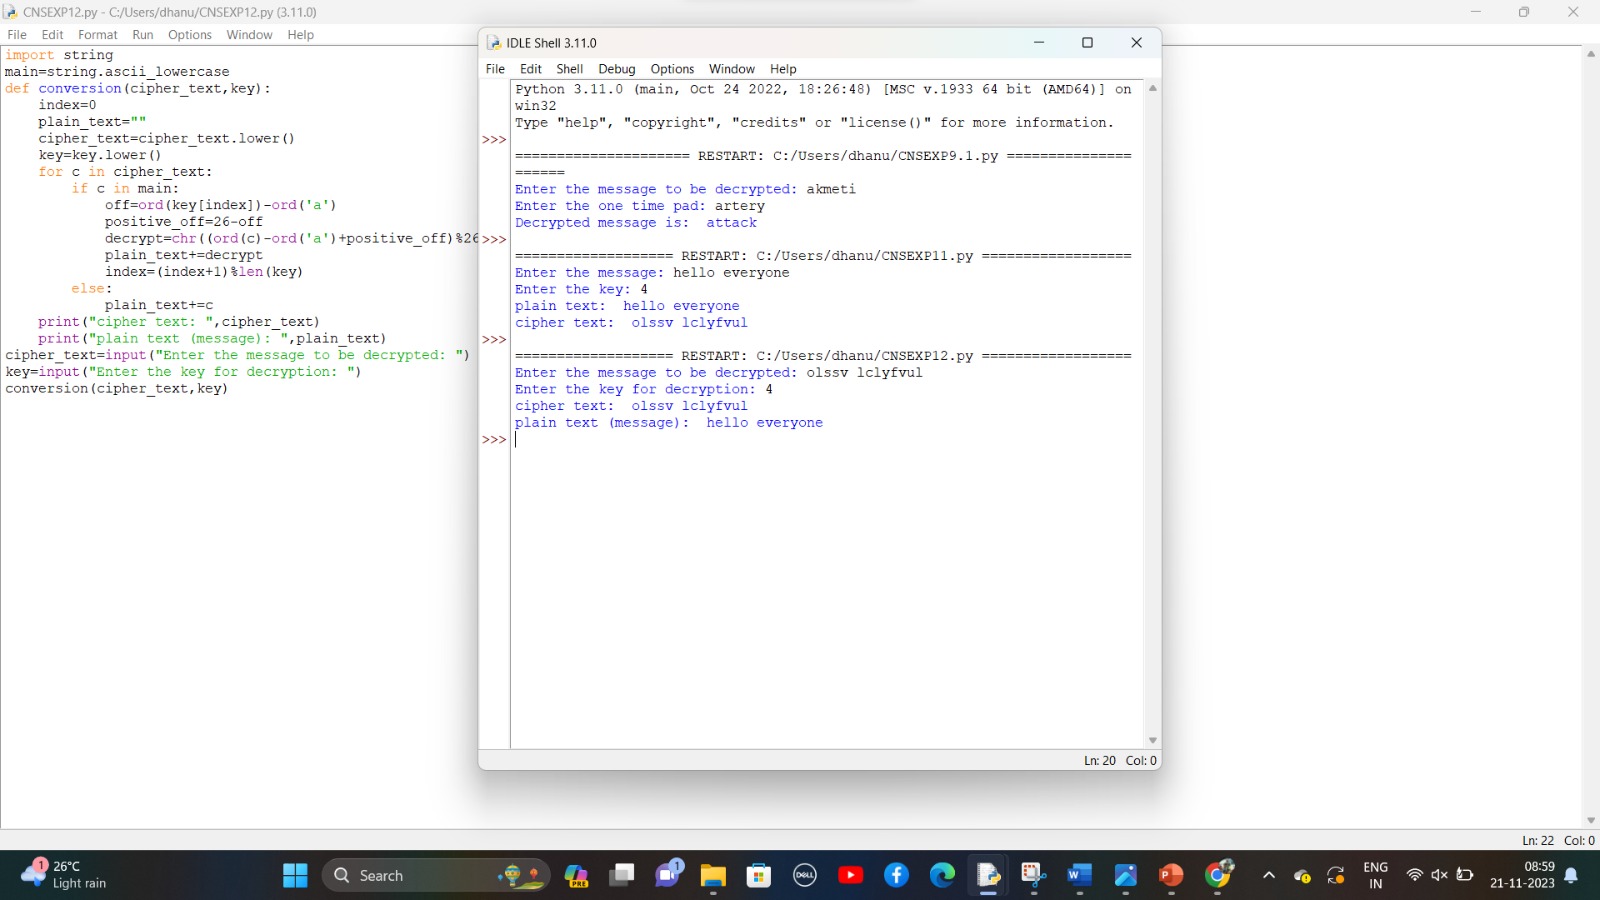 CNSEXP12.py - C:/Users/dhanu/CNSEXP12.py (3.11.0)
File Edit Format Run Options Window Help
import string
main=string.ascii_lowercase
def conversion(cipher_text,key):
    index=0
    plain_text=""
    cipher_text=cipher_text.lower()
    key=key.lower()
    for c in cipher_text:
        if c in main:
            off=ord(key[index])-ord('a')
            positive_off=26-off
            decrypt=chr((ord(c)-ord('a')+positive_off)%26
            plain_text+=decrypt
            index=(index+1)%len(key)
        else:
            plain_text+=c
    print("cipher text: ",cipher_text)
    print("plain text (message): ",plain_text)
cipher_text=input("Enter the message to be decrypted: ")
key=input("Enter the key for decryption: ")
conversion(cipher_text,key)
IDLE Shell 3.11.0
File Edit Shell Debug Options Window Help
Python 3.11.0 (main, Oct 24 2022, 18:26:48) [MSC v.1933 64 bit (AMD64)] on
win32
Type "help", "copyright", "credits" or "license()" for more information.
>>>
===================== RESTART: C:/Users/dhanu/CNSEXP9.1.py ===============
======
Enter the message to be decrypted: akmeti
Enter the one time pad: artery
Decrypted message is:  attack
>>>
=================== RESTART: C:/Users/dhanu/CNSEXP11.py ==================
Enter the message: hello everyone
Enter the key: 4
plain text:  hello everyone
cipher text:  olssv lclyfvul
>>>
=================== RESTART: C:/Users/dhanu/CNSEXP12.py ==================
Enter the message to be decrypted: olssv lclyfvul
Enter the key for decryption: 4
cipher text:  olssv lclyfvul
plain text (message):  hello everyone
>>>
Ln: 20 Col: 0
Ln: 22 Col: 0
1
26°C
Light rain
Search
PRE
1
DELL
W
P
ENG
IN
08:59
21-11-2023